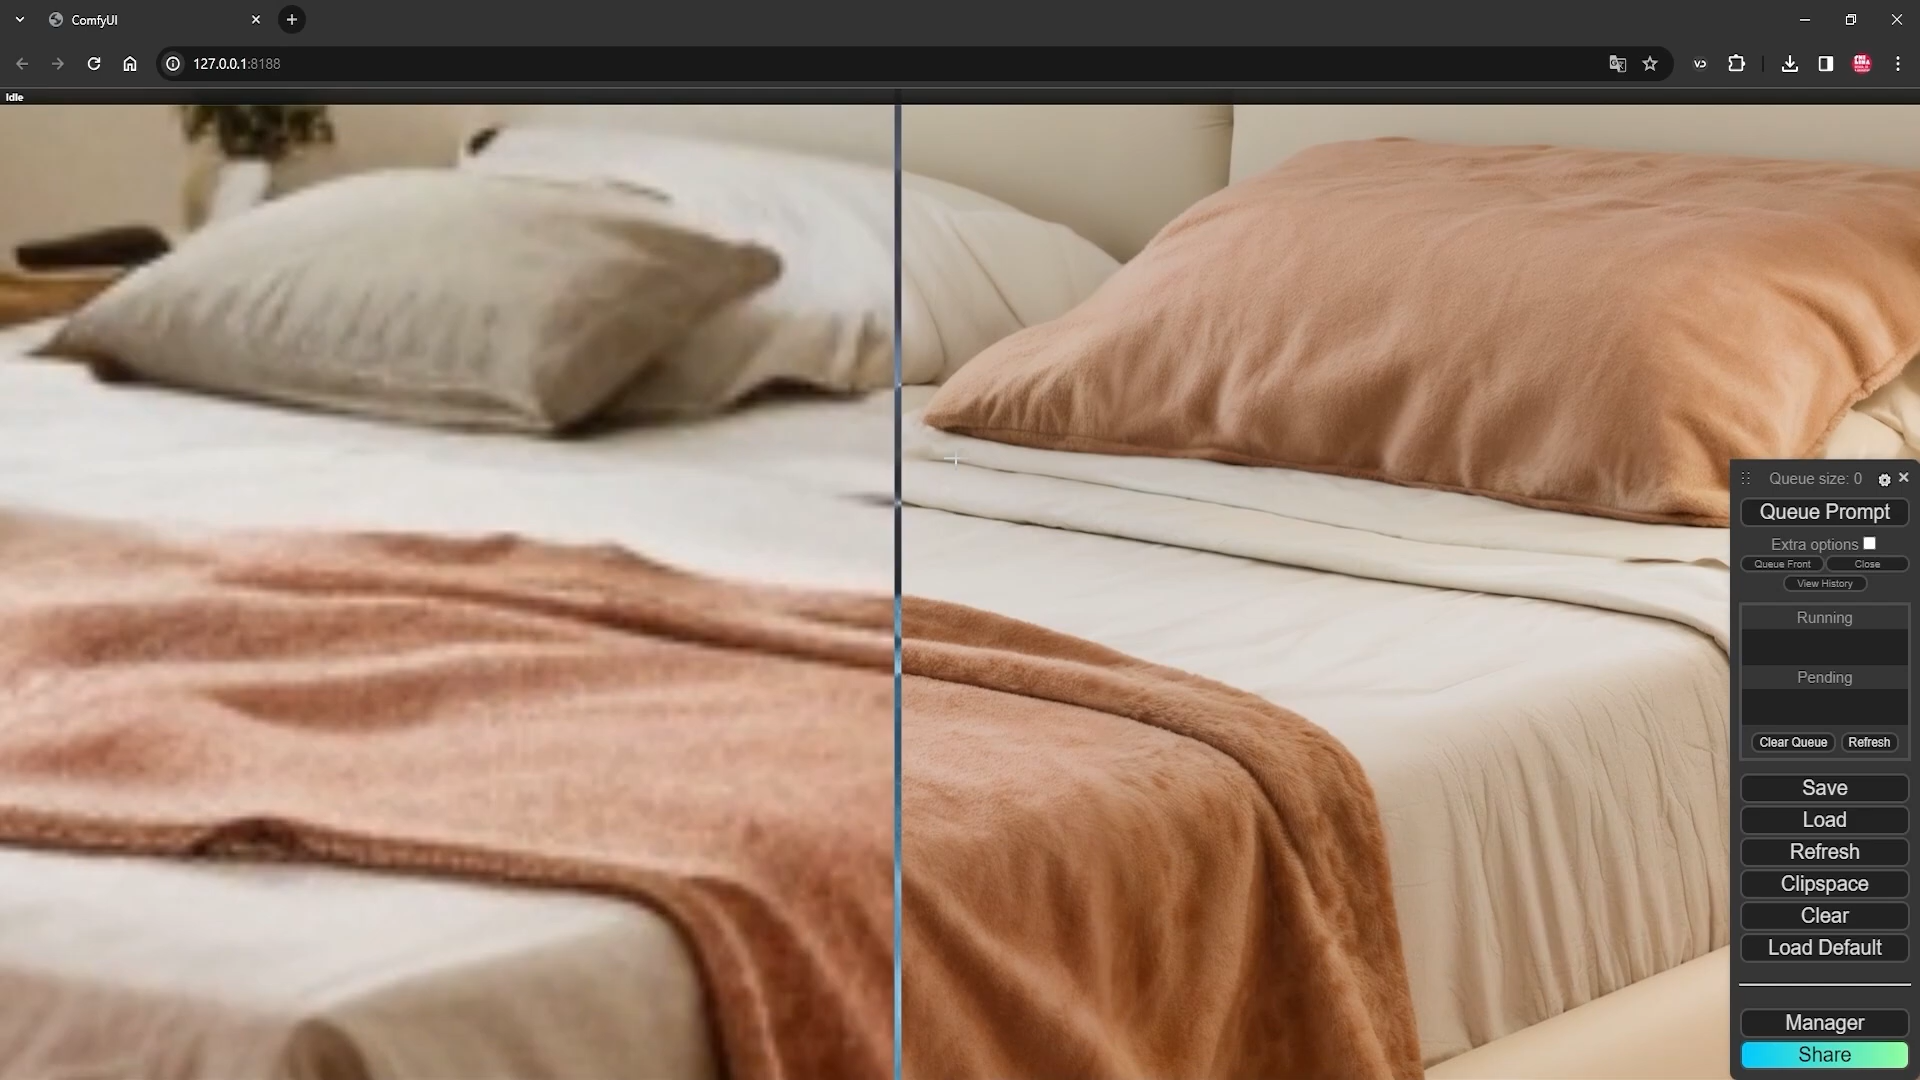 ComfyUI
127.0.0.1:8188
Idle
Queue size: 0
Queue Prompt
Extra options
Queue Front
Close
View History
Running
Pending
Clear Queue
Refresh
Save
Load
Refresh
Clipspace
Clear
Load Default
Manager
Share